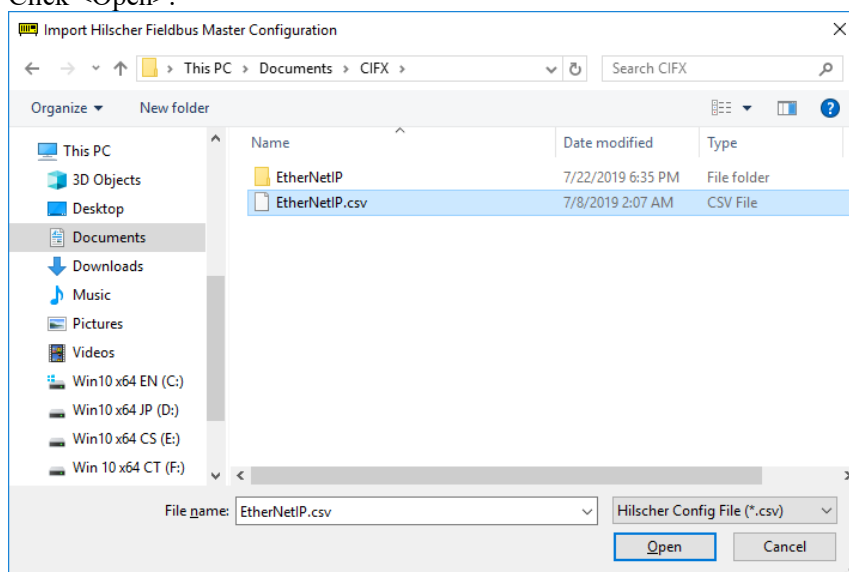 Click <Open>.
Import Hilscher Fieldbus Master Configuration
This PC > Documents > CIFX >
Search CIFX
Organize
New folder
Name
Date modified
Type
EtherNetIP
7/22/2019 6:35 PM
File folder
EtherNetIP.csv
7/8/2019 2:07 AM
CSV File
This PC
3D Objects
Desktop
Documents
Downloads
Music
Pictures
Videos
Win10 x64 EN (C:)
Win10 x64 JP (D:)
Win10 x64 CS (E:)
Win 10 x64 CT (F:)
File name:
EtherNetIP.csv
Hilscher Config File (*.csv)
Open
Cancel